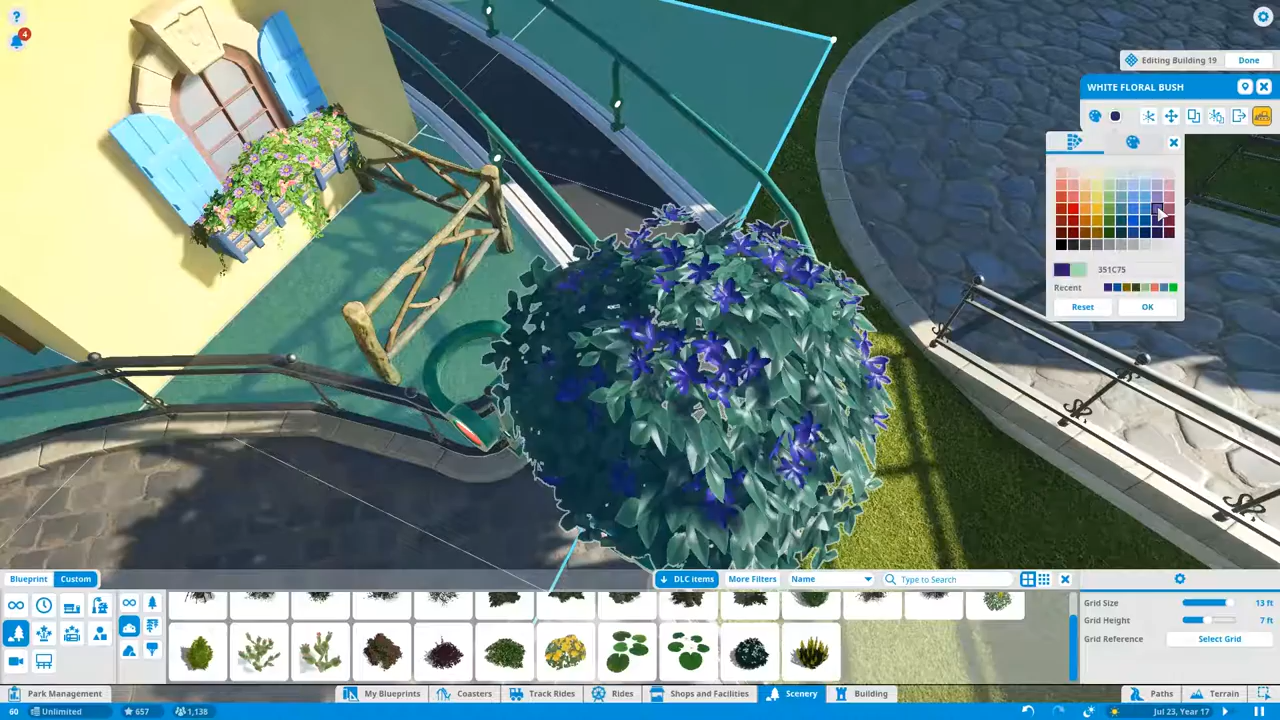 ?
4
Editing Building 19 Done
WHITE FLORAL BUSH
351C75
Recent
Reset OK
Blueprint Custom
DLC items More Filters Name Type to Search
Grid Size 13 ft
Grid Height 7 ft
Grid Reference Select Grid
Park Management My Blueprints Coasters Track Rides Rides Shops and Facilities Scenery Building Paths Terrain
60 Unlimited 657 1,138 Jul 23, Year 17